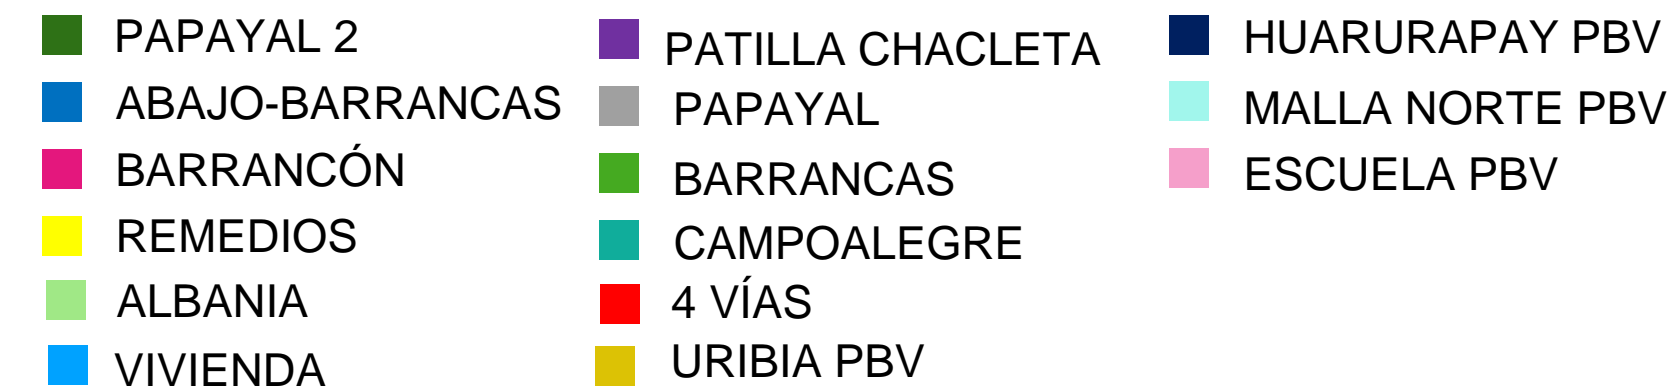 PAPAYAL 2
ABAJO-BARRANCAS
BARRANCÓN
REMEDIOS
ALBANIA
VIVIENDA
PATILLA CHACLETA
PAPAYAL
BARRANCAS
CAMPOALEGRE
4 VÍAS
URIBIA PBV
HUARURAPAY PBV
MALLA NORTE PBV
ESCUELA PBV